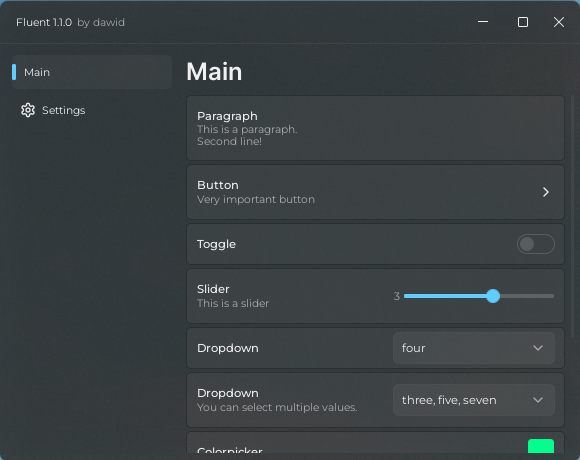 Fluent 1.1.0 by dawid
Main
Settings
Main
Paragraph
This is a paragraph.
Second line!
Button
Very important button
Toggle
Slider
This is a slider
3
Dropdown
four
Dropdown
You can select multiple values.
three, five, seven
Colorpicker